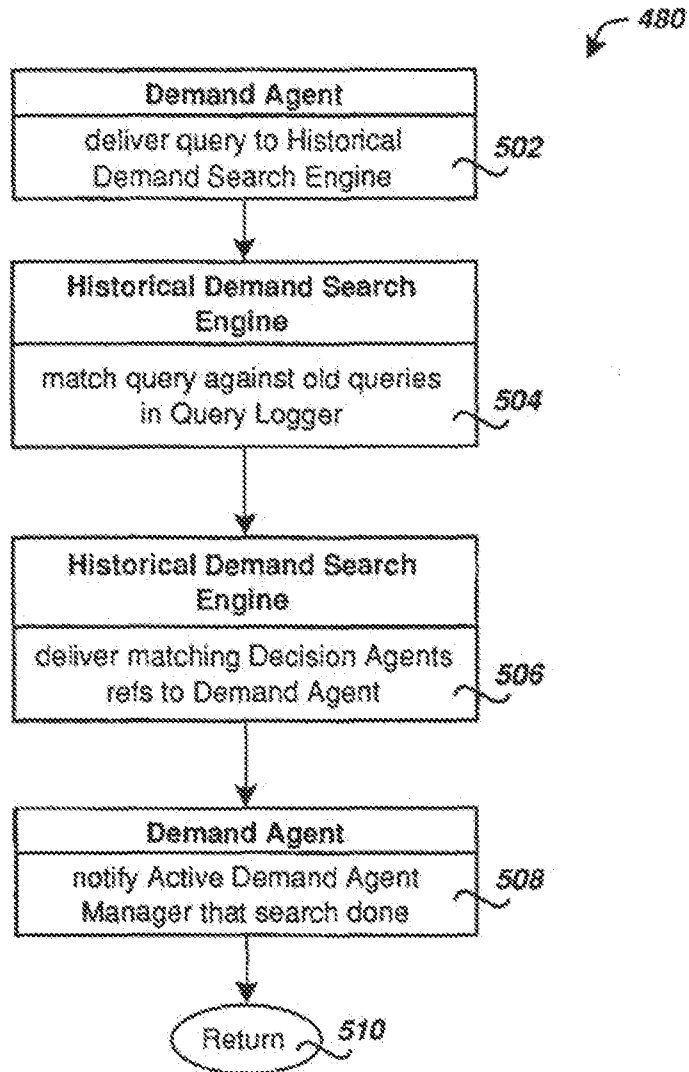 480
Demand Agent
deliver query to Historical
Demand Search Engine
502
Historical Demand Search
Engine
match query against old queries
in Query Logger
504
Historical Demand Search
Engine
deliver matching Decision Agents
refs to Demand Agent
506
Demand Agent
notify Active Demand Agent
Manager that search done
508
Return
510